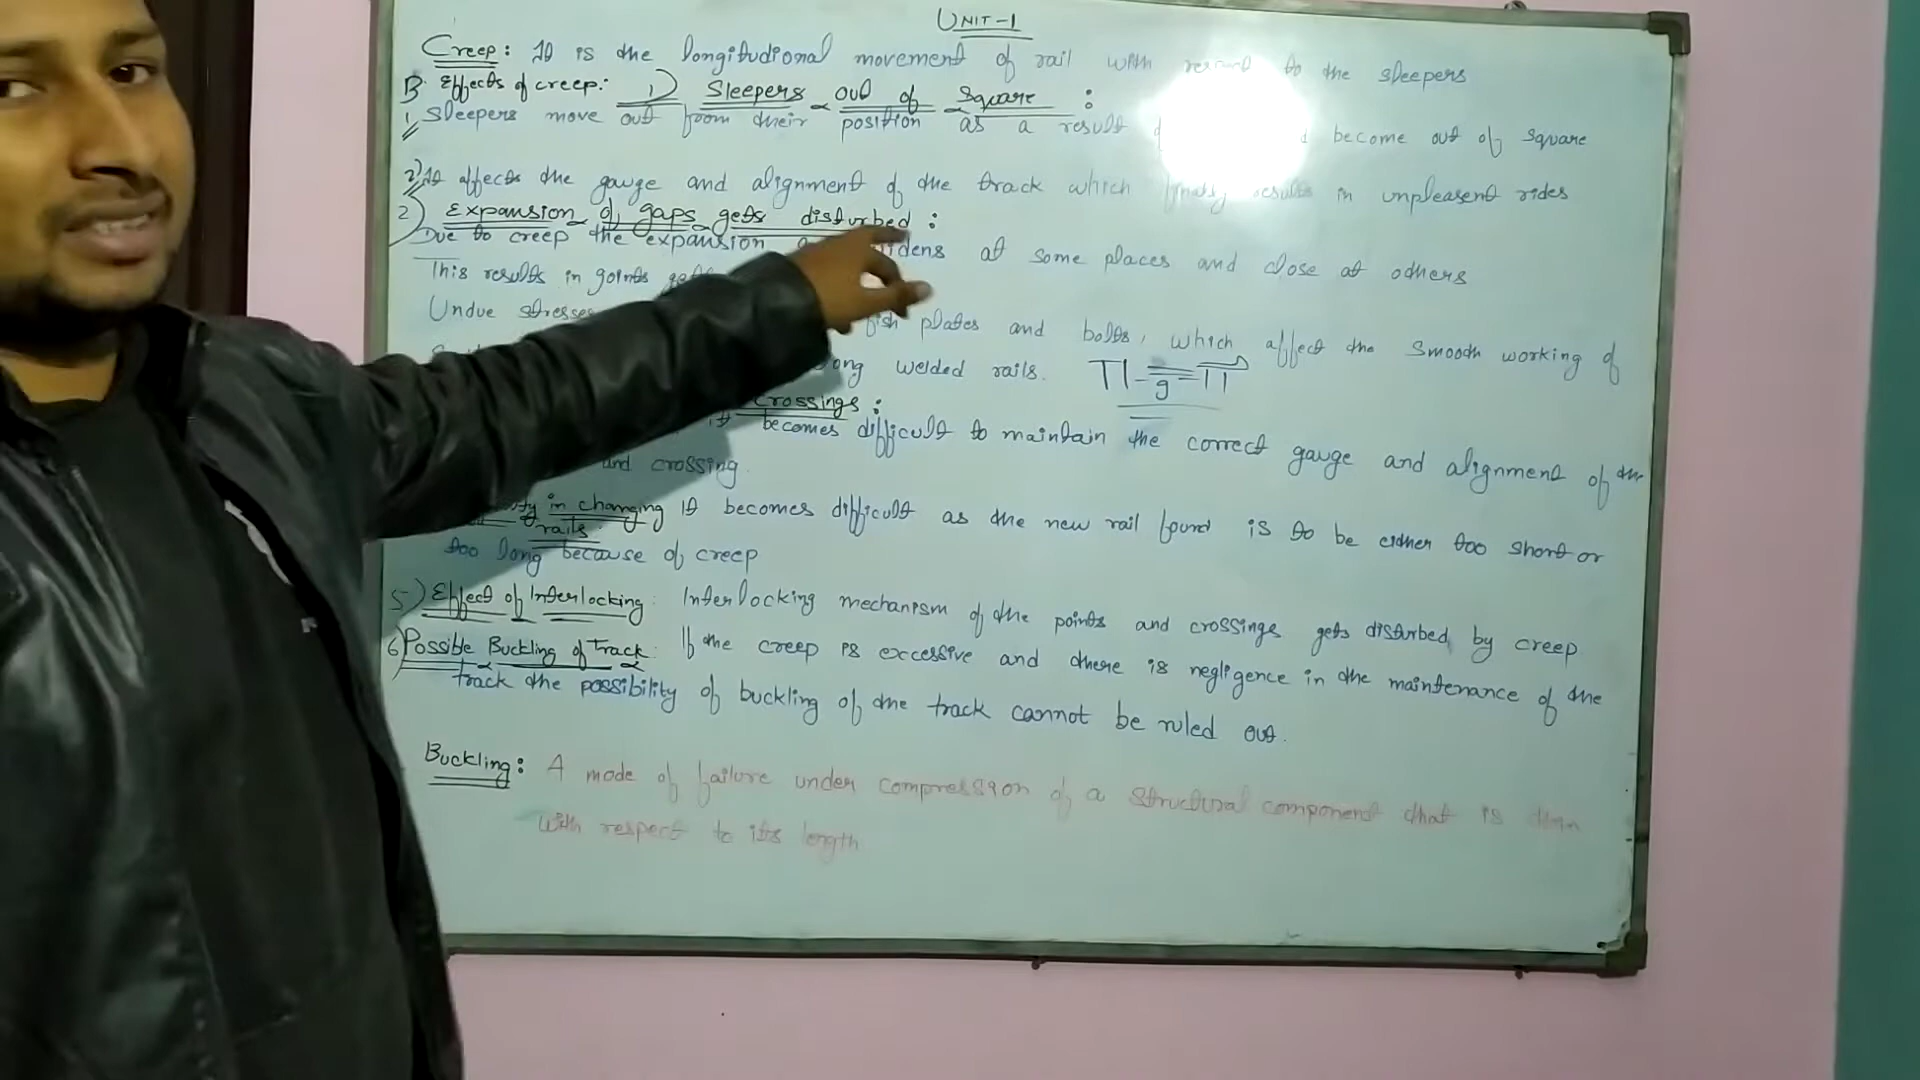 UNIT-1
Creep: It is the longitudional movement of rail with to the sleepers
B. Effects of creep: 1) Sleepers out of square :
1. Sleepers move out from their position as a result become out of square
2) It affects the gauge and alignment of the track which finally results in unpleasent rides
2) Expansion of gaps gets disturbed :
Due to creep the expansion widens at some places and close at others
This results in joints
Undue stresses fish plates and bolts, which affect the smooth working of
long welded rails.
g
crossings :
it becomes difficult to maintain the correct gauge and alignment of the
and crossing.
in changing rails It becomes difficult as the new rail found is to be either too short or
too long because of creep
5) Effect of Interlocking: Interlocking mechanism of the points and crossings gets disturbed by creep
6) Possible Buckling of Track: If the creep is excessive and there is negligence in the maintenance of the
track the possibility of buckling of the track cannot be ruled out.
Buckling: A mode of failure under compression of a structural component that is thin
with respect to its length